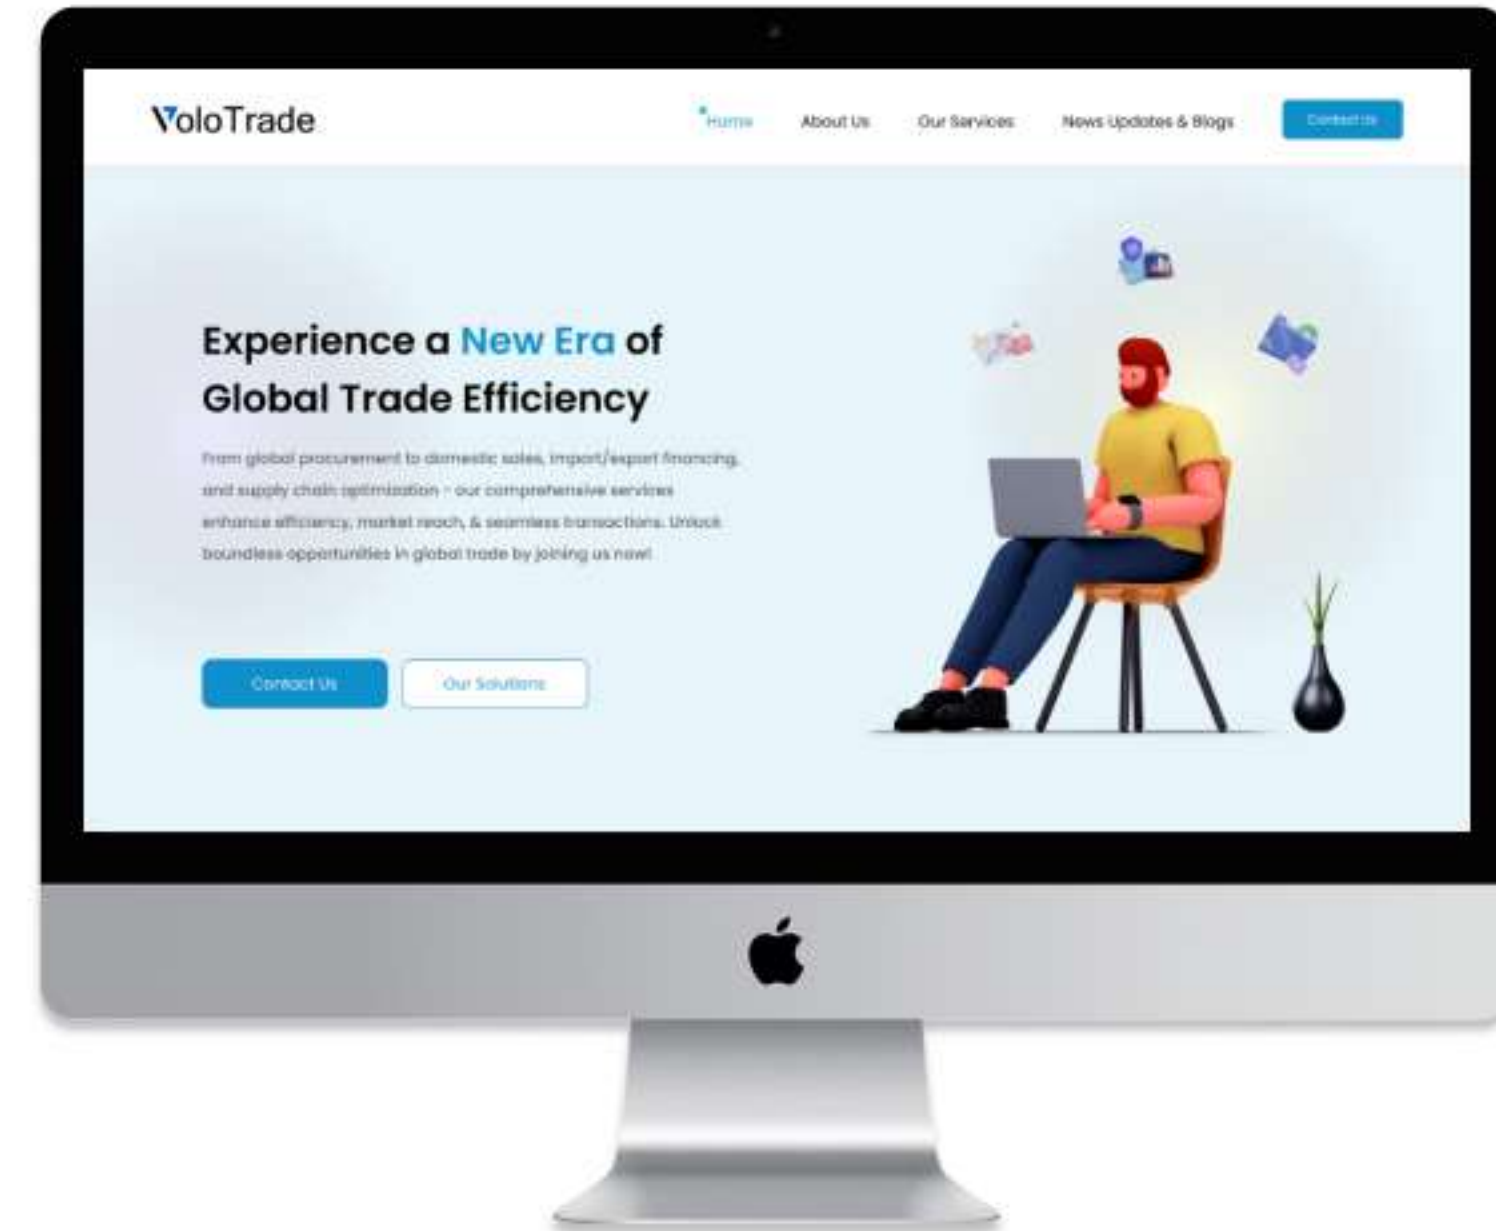 VoloTrade
Home
About Us
Our Services
News Updates & Blogs
Contact Us
Experience a New Era of
Global Trade Efficiency
From global procurement to domestic sales, import/export financing,
and supply chain optimization - our comprehensive services
enhance efficiency, market reach, & seamless transactions. Unlock
boundless opportunities in global trade by joining us now!
Contact Us
Our Solutions